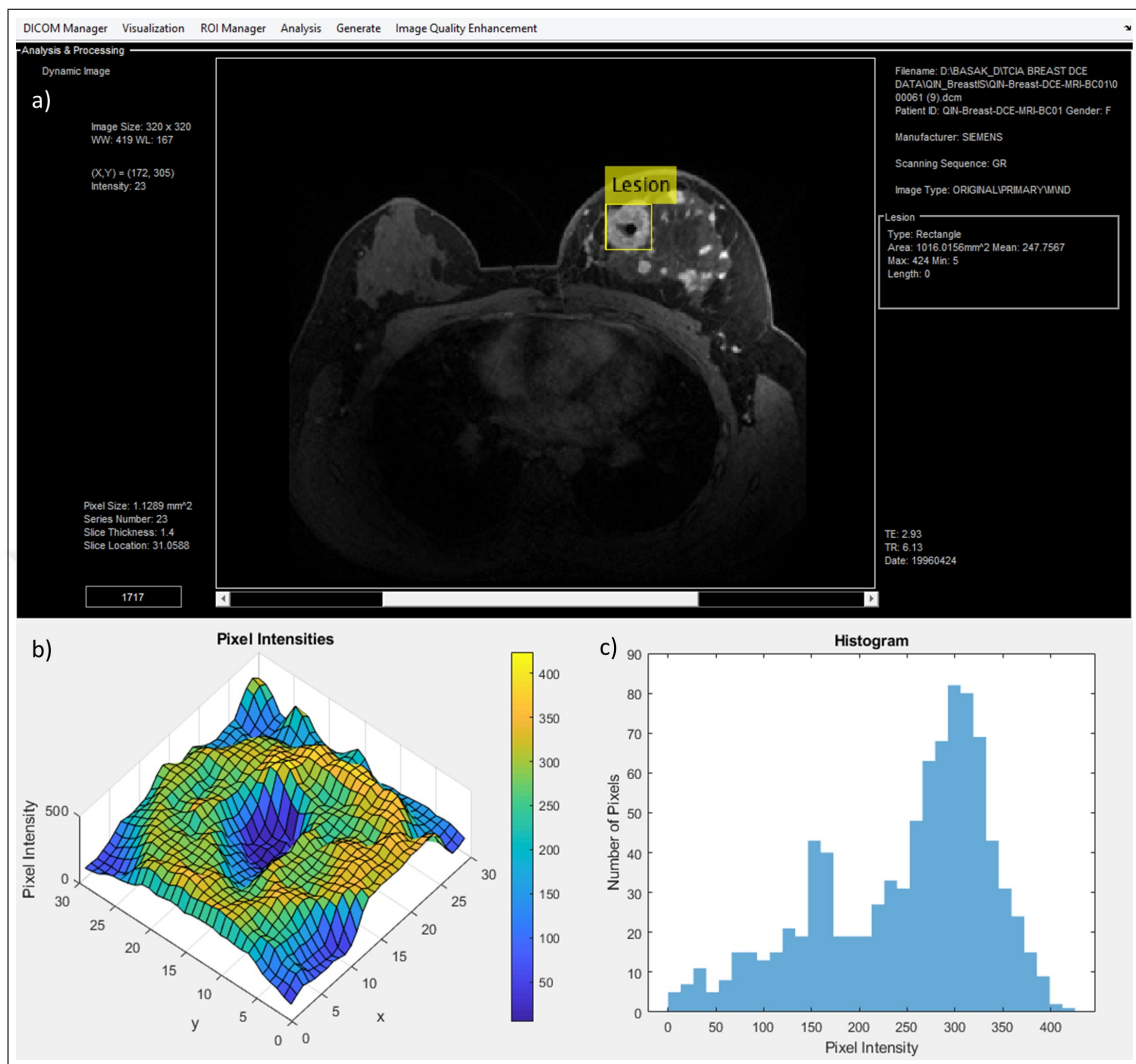 DICOM Manager Visualization ROI Manager Analysis Generate Image Quality Enhancement
Analysis & Processing
Dynamic Image
a)
Image Size: 320 x 320
WW: 419 WL: 167
(X,Y) = (172, 305)
Intensity: 23
Lesion
Filename: D:\BASAK_D\TCIA BREAST DCE
DATA\QIN_BreastIS\QIN-Breast-DCE-MRI-BC01\0
00061 (9).dcm
Patient ID: QIN-Breast-DCE-MRI-BC01 Gender: F
Manufacturer: SIEMENS
Scanning Sequence: GR
Image Type: ORIGINAL\PRIMARY\M\ND
Lesion
Type: Rectangle
Area: 1016.0156mm^2 Mean: 247.7567
Max: 424 Min: 5
Length: 0
Pixel Size: 1.1289 mm^2
Series Number: 23
Slice Thickness: 1.4
Slice Location: 31.0588
1717
TE: 2.93
TR: 6.13
Date: 19960424
b)
Pixel Intensities
Pixel Intensity
500
0
30
25
20
15
10
5
0
y
0
5
10
15
20
25
30
x
400
350
300
250
200
150
100
50
c)
Histogram
Number of Pixels
90
80
70
60
50
40
30
20
10
0
0 50 100 150 200 250 300 350 400
Pixel Intensity